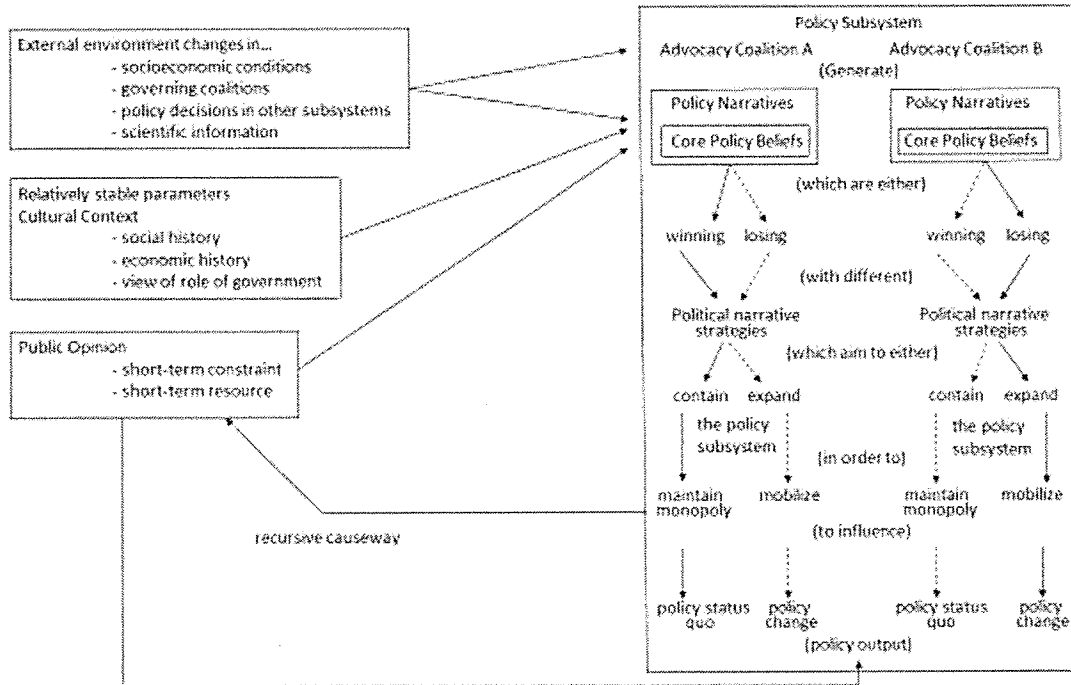 External environment changes in...
- socioeconomic conditions
- governing coalitions
- policy decisions in other subsystems
- scientific information
Relatively stable parameters
Cultural Context
- social history
- economic history
- view of role of government
Public Opinion
- short-term constraint
- short-term resource
recursive causeway
Policy Subsystem
Advocacy Coalition A Advocacy Coalition B
(Generate)
Policy Narratives Policy Narratives
Core Policy Beliefs Core Policy Beliefs
(which are either)
winning losing winning losing
(with different)
Political narrative Political narrative
strategies strategies
(which aim to either)
contain expand contain expand
the policy the policy
subsystem subsystem
(in order to)
maintain mobilize maintain mobilize
monopoly monopoly
(to influence)
policy status policy policy status policy
quo change quo change
(policy output)